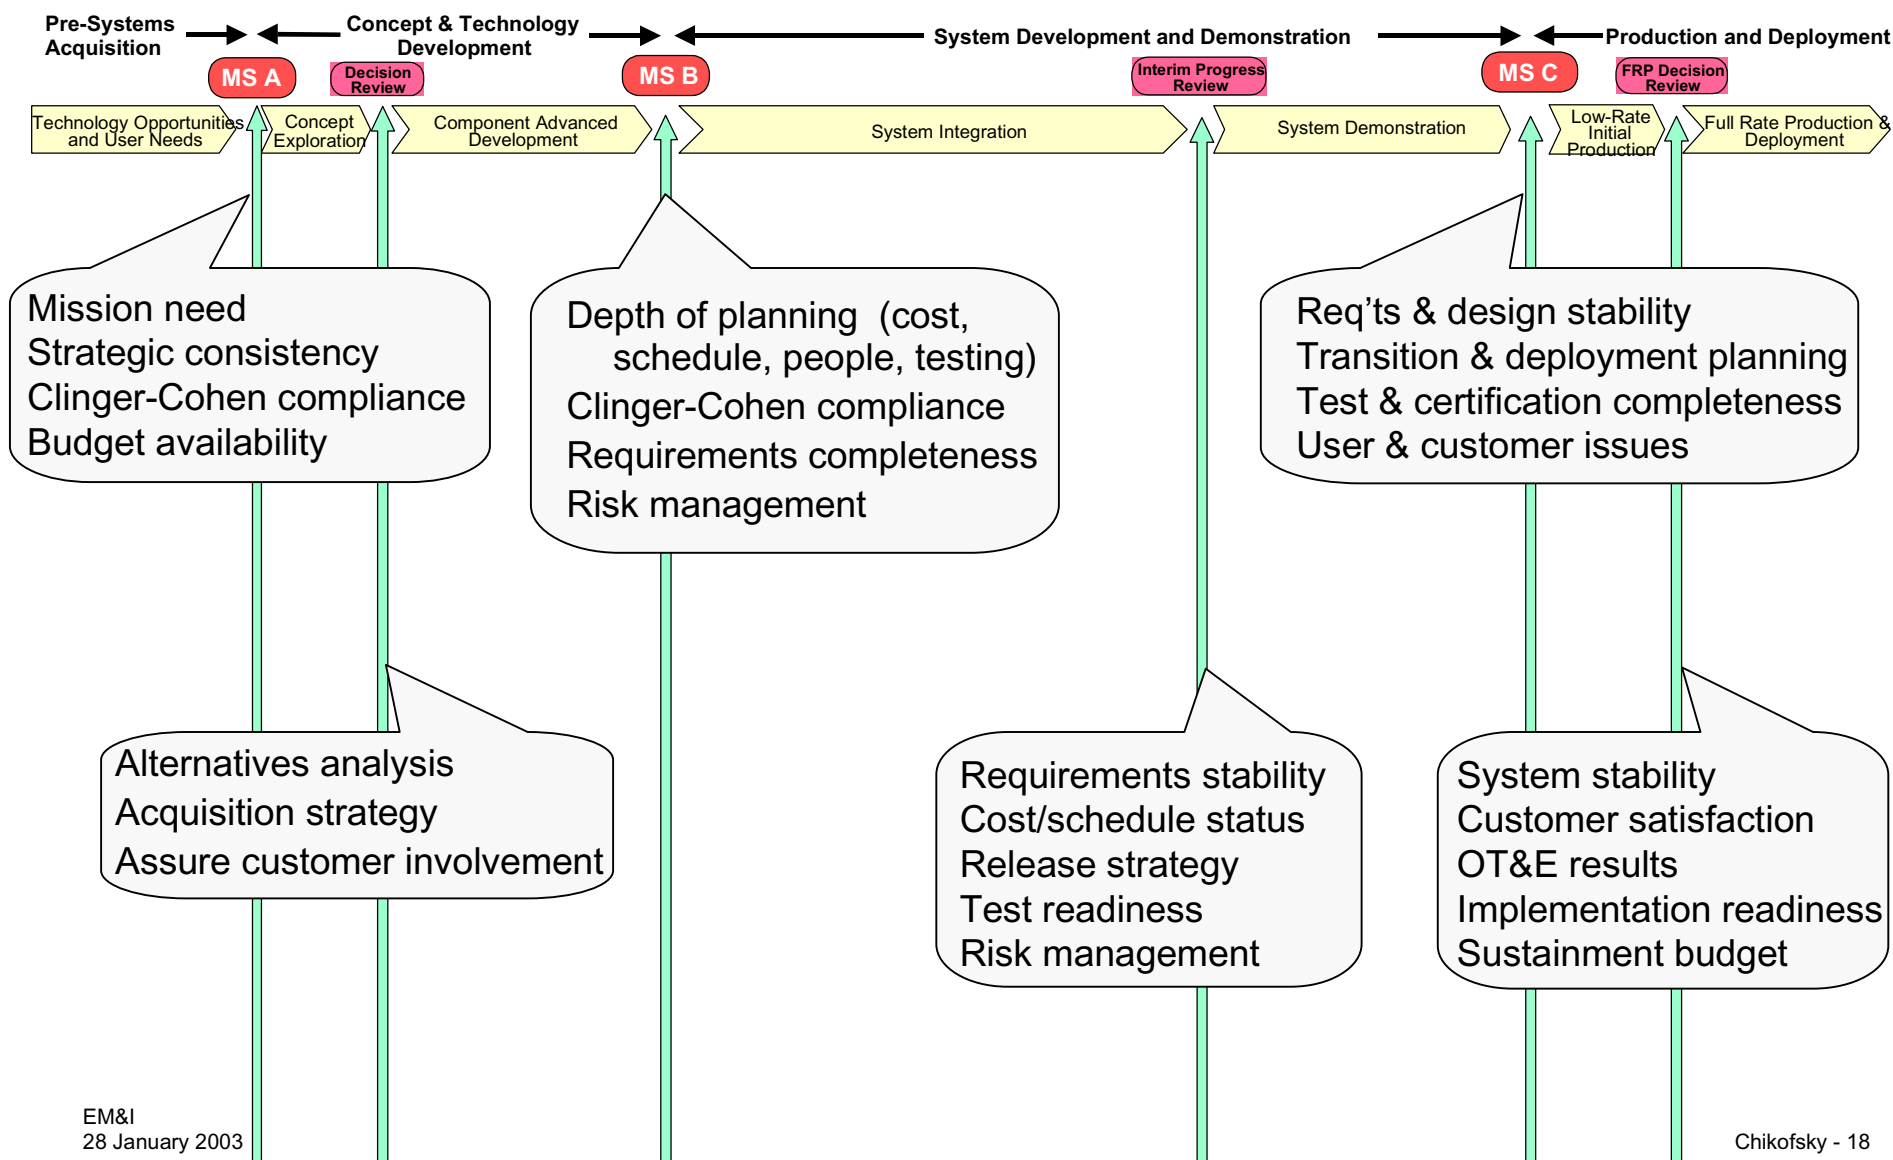 Pre-Systems
Acquisition
Concept & Technology
Development
System Development and Demonstration
Production and Deployment
MS A
Decision
Review
MS B
Interim Progress
Review
MS C
FRP Decision
Review
Technology Opportunities
and User Needs
Concept
Exploration
Component Advanced
Development
System Integration
System Demonstration
Low-Rate
Initial
Production
Full Rate Production &
Deployment
Mission need
Strategic consistency
Clinger-Cohen compliance
Budget availability
Depth of planning (cost,
schedule, people, testing)
Clinger-Cohen compliance
Requirements completeness
Risk management
Req’ts & design stability
Transition & deployment planning
Test & certification completeness
User & customer issues
Alternatives analysis
Acquisition strategy
Assure customer involvement
Requirements stability
Cost/schedule status
Release strategy
Test readiness
Risk management
System stability
Customer satisfaction
OT&E results
Implementation readiness
Sustainment budget
EM&I
28 January 2003
Chikofsky - 18